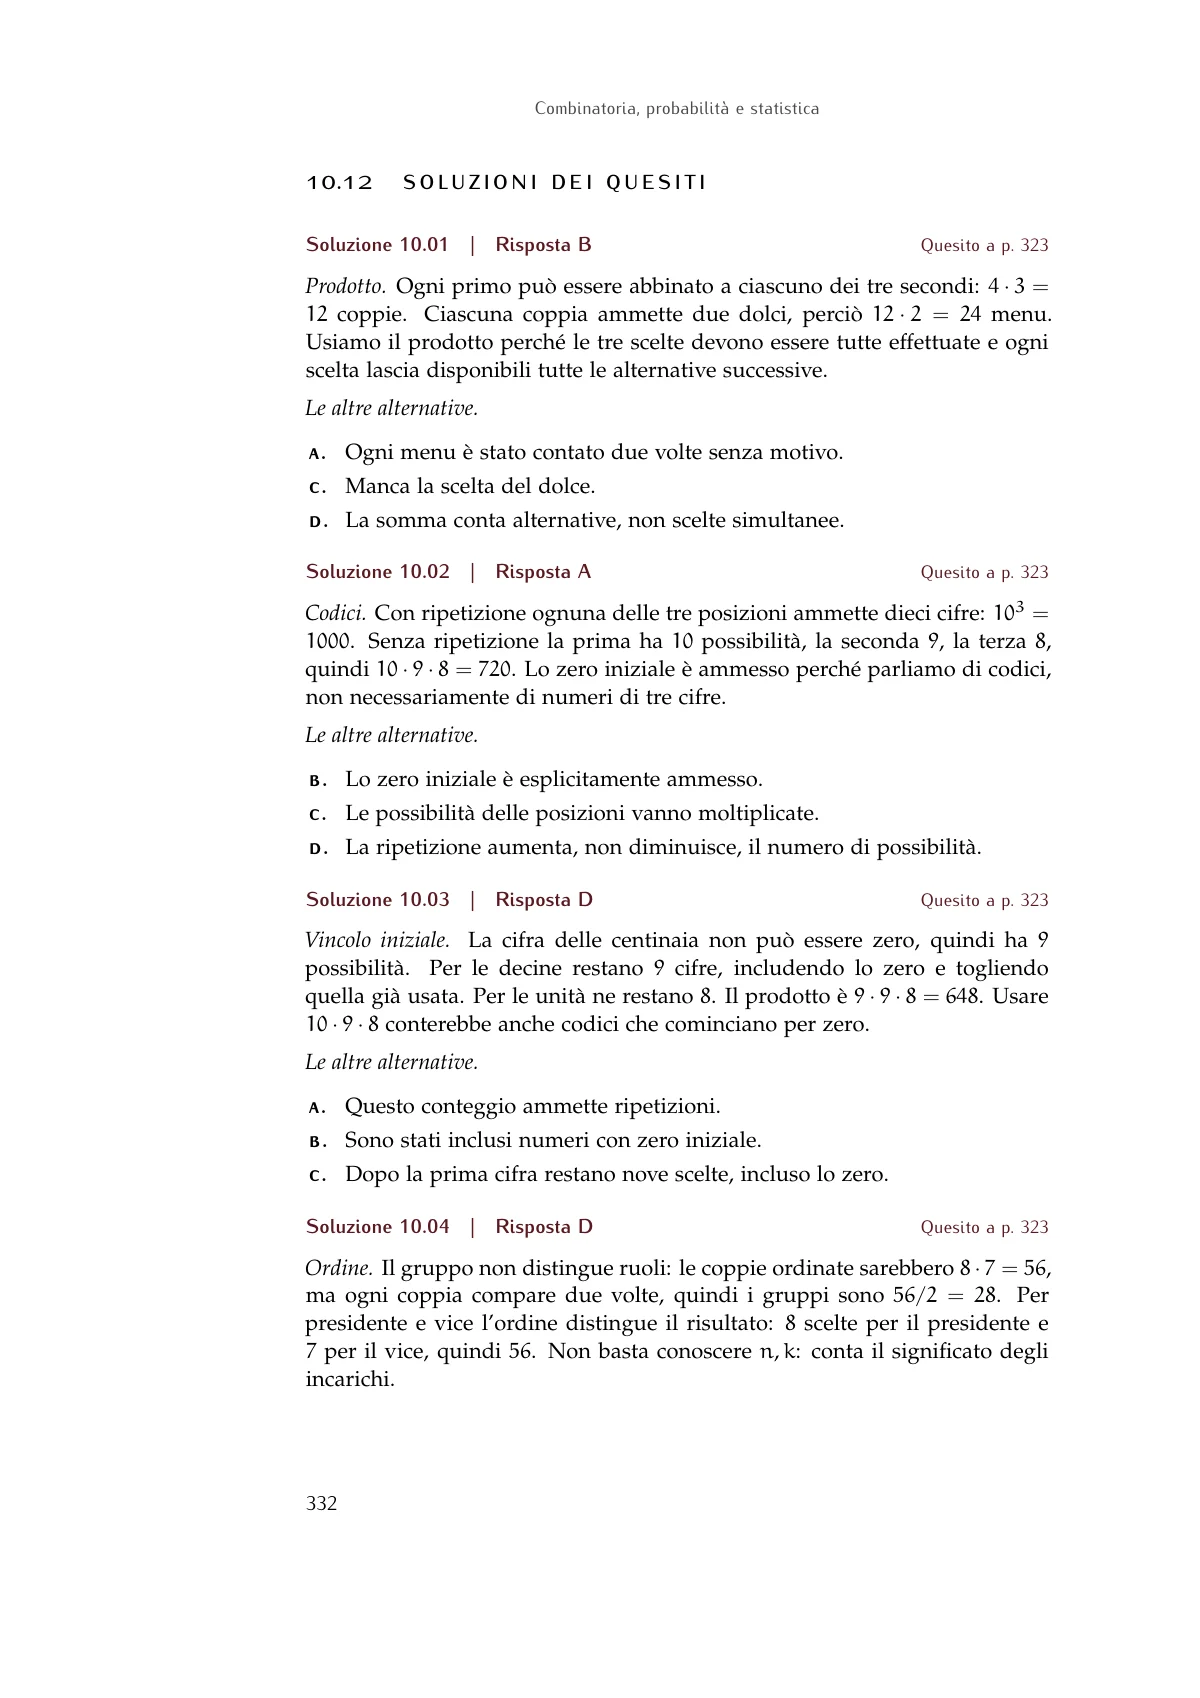 Combinatoria, probabilità e statistica
10.12 SOLUZIONI DEI QUESITI
Soluzione 10.01 | Risposta B Quesito a p. 323
Prodotto. Ogni primo può essere abbinato a ciascuno dei tre secondi: 4 · 3 =
12 coppie. Ciascuna coppia ammette due dolci, perciò 12 · 2 = 24 menu.
Usiamo il prodotto perché le tre scelte devono essere tutte effettuate e ogni
scelta lascia disponibili tutte le alternative successive.
Le altre alternative.
A. Ogni menu è stato contato due volte senza motivo.
C. Manca la scelta del dolce.
D. La somma conta alternative, non scelte simultanee.
Soluzione 10.02 | Risposta A Quesito a p. 323
Codici. Con ripetizione ognuna delle tre posizioni ammette dieci cifre: 10³ =
1000. Senza ripetizione la prima ha 10 possibilità, la seconda 9, la terza 8,
quindi 10 · 9 · 8 = 720. Lo zero iniziale è ammesso perché parliamo di codici,
non necessariamente di numeri di tre cifre.
Le altre alternative.
B. Lo zero iniziale è esplicitamente ammesso.
C. Le possibilità delle posizioni vanno moltiplicate.
D. La ripetizione aumenta, non diminuisce, il numero di possibilità.
Soluzione 10.03 | Risposta D Quesito a p. 323
Vincolo iniziale. La cifra delle centinaia non può essere zero, quindi ha 9
possibilità. Per le decine restano 9 cifre, includendo lo zero e togliendo
quella già usata. Per le unità ne restano 8. Il prodotto è 9 · 9 · 8 = 648. Usare
10 · 9 · 8 conterebbe anche codici che cominciano per zero.
Le altre alternative.
A. Questo conteggio ammette ripetizioni.
B. Sono stati inclusi numeri con zero iniziale.
C. Dopo la prima cifra restano nove scelte, incluso lo zero.
Soluzione 10.04 | Risposta D Quesito a p. 323
Ordine. Il gruppo non distingue ruoli: le coppie ordinate sarebbero 8 · 7 = 56,
ma ogni coppia compare due volte, quindi i gruppi sono 56/2 = 28. Per
presidente e vice l'ordine distingue il risultato: 8 scelte per il presidente e
7 per il vice, quindi 56. Non basta conoscere n, k: conta il significato degli
incarichi.
332